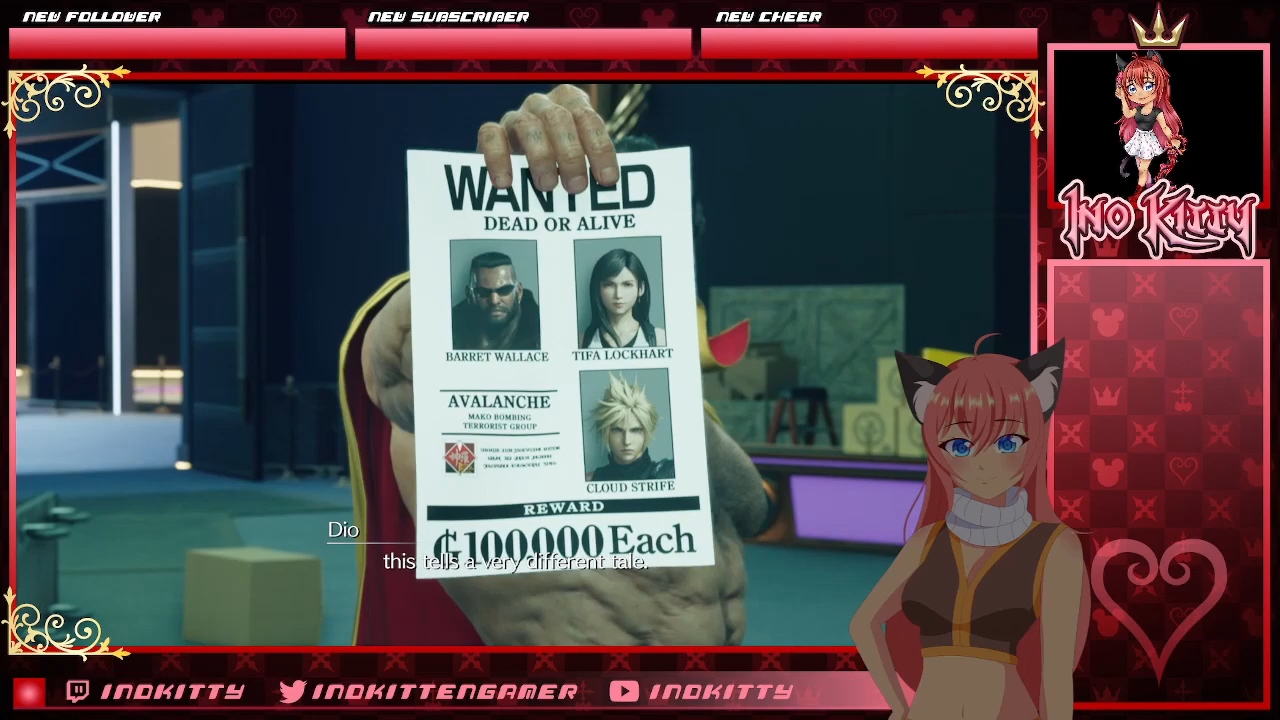 NEW FOLLOWER
NEW SUBSCRIBER
NEW CHEER
Ino Kitty
WANTED
DEAD OR ALIVE
BARRET WALLACE
TIFA LOCKHART
AVALANCHE
MAKO BOMBING
TERRORIST GROUP
CLOUD STRIFE
REWARD
₲100000 Each
Dio
this tells a very different tale.
INOKITTY
INOKITTENGAMER
INOKITTY